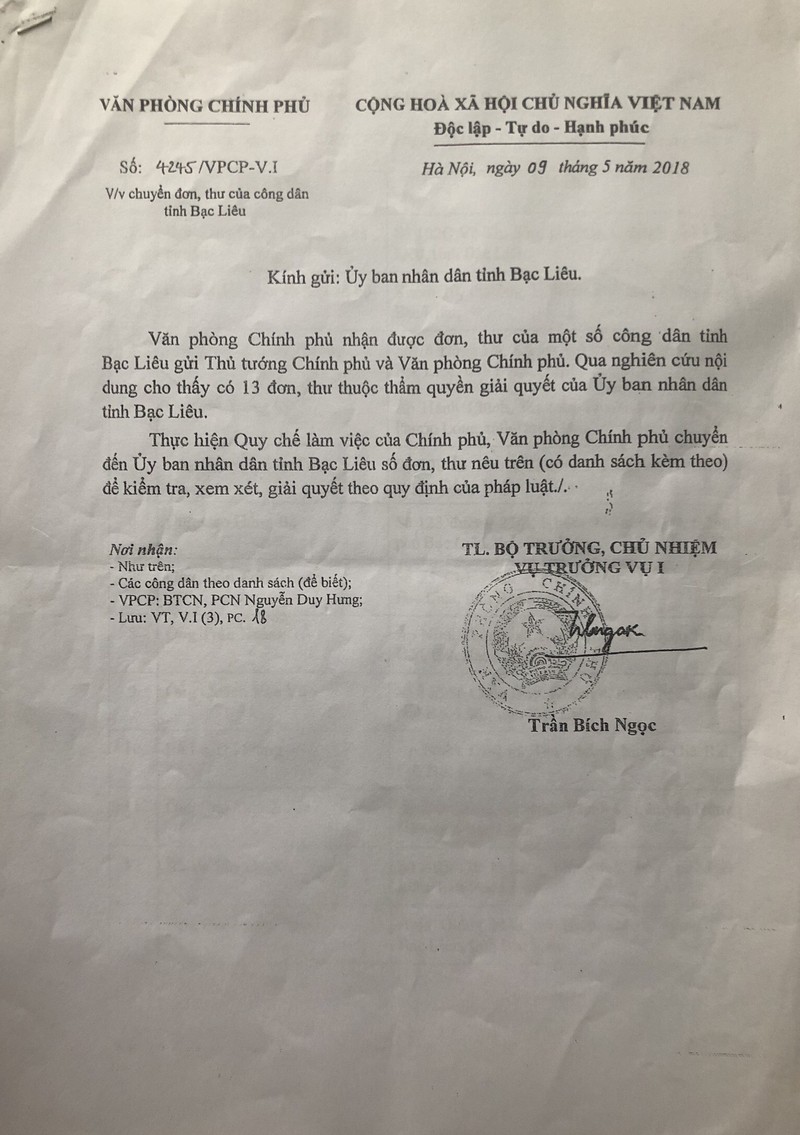 VĂN PHÒNG CHÍNH PHỦ
CỘNG HOÀ XÃ HỘI CHỦ NGHĨA VIỆT NAM
Độc lập - Tự do - Hạnh phúc
Số: 4245/VPCP-V.I
Hà Nội, ngày 09 tháng 5 năm 2018
V/v chuyển đơn, thư của công dân
tỉnh Bạc Liêu
Kính gửi: Ủy ban nhân dân tỉnh Bạc Liêu.
Văn phòng Chính phủ nhận được đơn, thư của một số công dân tỉnh
Bạc Liêu gửi Thủ tướng Chính phủ và Văn phòng Chính phủ. Qua nghiên cứu nội
dung cho thấy có 13 đơn, thư thuộc thẩm quyền giải quyết của Ủy ban nhân dân
tỉnh Bạc Liêu.
Thực hiện Quy chế làm việc của Chính phủ, Văn phòng Chính phủ chuyển
đến Ủy ban nhân dân tỉnh Bạc Liêu số đơn, thư nêu trên (có danh sách kèm theo)
để kiểm tra, xem xét, giải quyết theo quy định của pháp luật./.
Nơi nhận:
- Như trên;
- Các công dân theo danh sách (để biết);
- VPCP: BTCN, PCN Nguyễn Duy Hưng;
- Lưu: VT, V.I (3), PC. 18
TL. BỘ TRƯỞNG, CHỦ NHIỆM
VỤ TRƯỞNG VỤ I
Trần Bích Ngọc